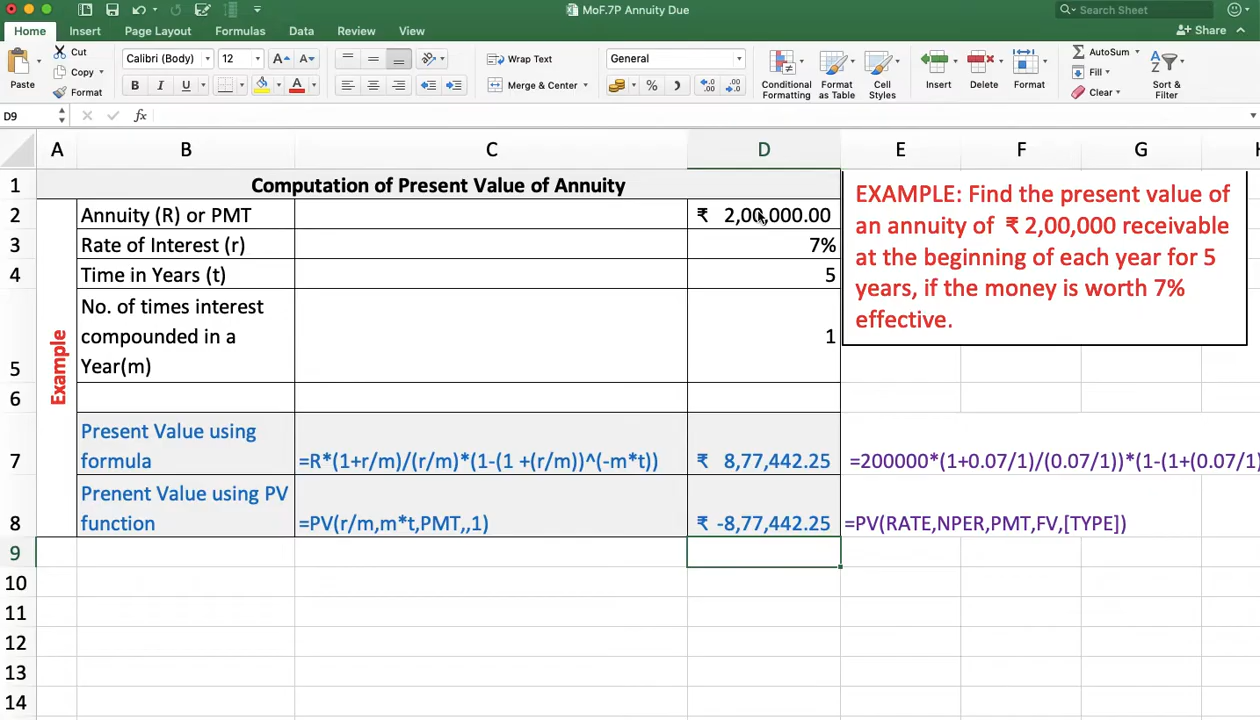 MoF.7P Annuity Due
Search Sheet
Home Insert Page Layout Formulas Data Review View
Share
Paste
Cut
Copy
Format
Calibri (Body) 12
B I U
Wrap Text
Merge & Center
General
Conditional Formatting
Format as Table
Cell Styles
Insert
Delete
Format
AutoSum
Fill
Clear
Sort & Filter
D9 fx
A B C D E F G
1 Computation of Present Value of Annuity
Example
2 Annuity (R) or PMT ₹ 2,00,000.00
3 Rate of Interest (r) 7%
4 Time in Years (t) 5
No. of times interest
compounded in a 1
5 Year(m)
6
Present Value using
7 formula =R*(1+r/m)/(r/m)*(1-(1 +(r/m))^(-m*t)) ₹ 8,77,442.25 =200000*(1+0.07/1)/(0.07/1))*(1-(1+(0.07/1)
Prenent Value using PV
8 function =PV(r/m,m*t,PMT,,1) ₹ -8,77,442.25 =PV(RATE,NPER,PMT,FV,[TYPE])
9
10
11
12
13
14
EXAMPLE: Find the present value of
an annuity of ₹ 2,00,000 receivable
at the beginning of each year for 5
years, if the money is worth 7%
effective.